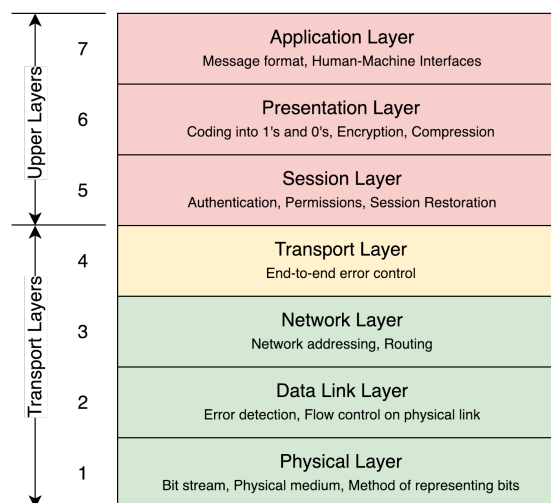 Upper Layers
7
Application Layer
Message format, Human-Machine Interfaces
6
Presentation Layer
Coding into 1's and 0's, Encryption, Compression
5
Session Layer
Authentication, Permissions, Session Restoration
Transport Layers
4
Transport Layer
End-to-end error control
3
Network Layer
Network addressing, Routing
2
Data Link Layer
Error detection, Flow control on physical link
1
Physical Layer
Bit stream, Physical medium, Method of representing bits